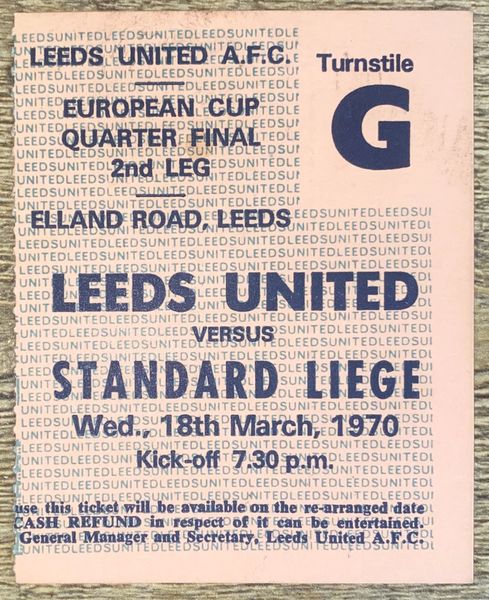 LEEDS UNITED A.F.C.
Turnstile
G
EUROPEAN CUP
QUARTER FINAL
2nd LEG
ELLAND ROAD, LEEDS
LEEDS UNITED
VERSUS
STANDARD LIEGE
Wed., 18th March, 1970
Kick-off 7.30 p.m.
use this ticket will be available on the re-arranged date
CASH REFUND in respect of it can be entertained.
General Manager and Secretary, Leeds United A.F.C.